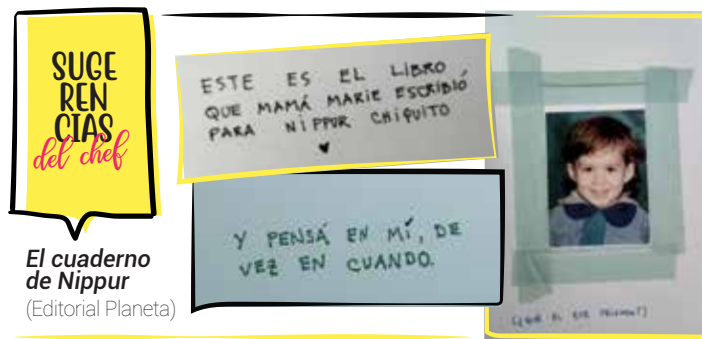 SUGE
REN
CIAS
del chef
El cuaderno
de Nippur
(Editorial Planeta)
ESTE ES EL LIBRO
QUE MAMÁ MARIE ESCRIBIÓ
PARA NIPPUR CHIQUITO
Y PENSÁ EN MÍ, DE
VEZ EN CUANDO.